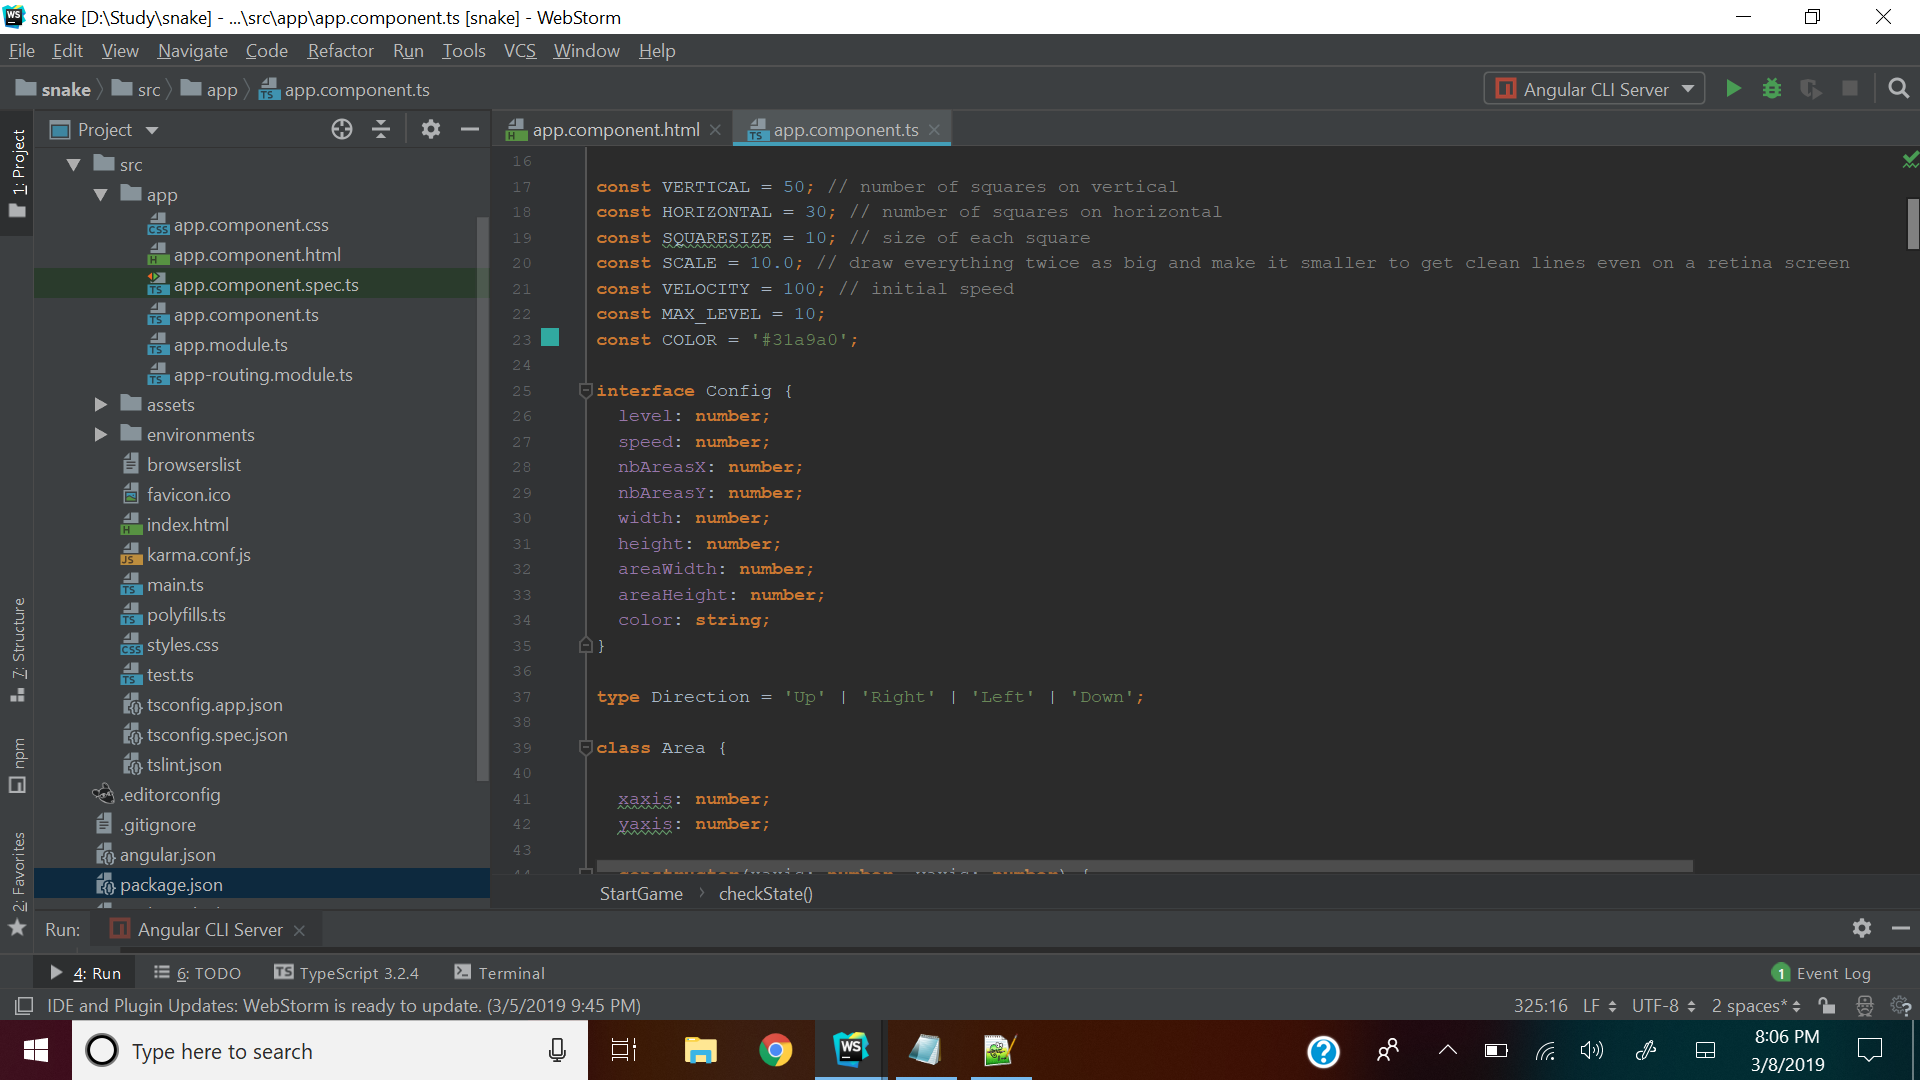 snake [D:\Study\snake] - ...\src\app\app.component.ts [snake] - WebStorm
File Edit View Navigate Code Refactor Run Tools VCS Window Help
snake src app app.component.ts
Angular CLI Server
Project
app.component.html
app.component.ts
1: Project
7: Structure
npm
2: Favorites
src
app
app.component.css
app.component.html
app.component.spec.ts
app.component.ts
app.module.ts
app-routing.module.ts
assets
environments
browserslist
favicon.ico
index.html
karma.conf.js
main.ts
polyfills.ts
styles.css
test.ts
tsconfig.app.json
tsconfig.spec.json
tslint.json
.editorconfig
.gitignore
angular.json
package.json
16
17 const VERTICAL = 50; // number of squares on vertical
18 const HORIZONTAL = 30; // number of squares on horizontal
19 const SQUARESIZE = 10; // size of each square
20 const SCALE = 10.0; // draw everything twice as big and make it smaller to get clean lines even on a retina screen
21 const VELOCITY = 100; // initial speed
22 const MAX_LEVEL = 10;
23 const COLOR = '#31a9a0';
24
25 interface Config {
26 level: number;
27 speed: number;
28 nbAreasX: number;
29 nbAreasY: number;
30 width: number;
31 height: number;
32 areaWidth: number;
33 areaHeight: number;
34 color: string;
35 }
36
37 type Direction = 'Up' | 'Right' | 'Left' | 'Down';
38
39 class Area {
40
41 xaxis: number;
42 yaxis: number;
43
StartGame checkState()
Run: Angular CLI Server
4: Run 6: TODO TypeScript 3.2.4 Terminal
1 Event Log
IDE and Plugin Updates: WebStorm is ready to update. (3/5/2019 9:45 PM)
325:16 LF UTF-8 2 spaces*
Type here to search
WS
8:06 PM
3/8/2019